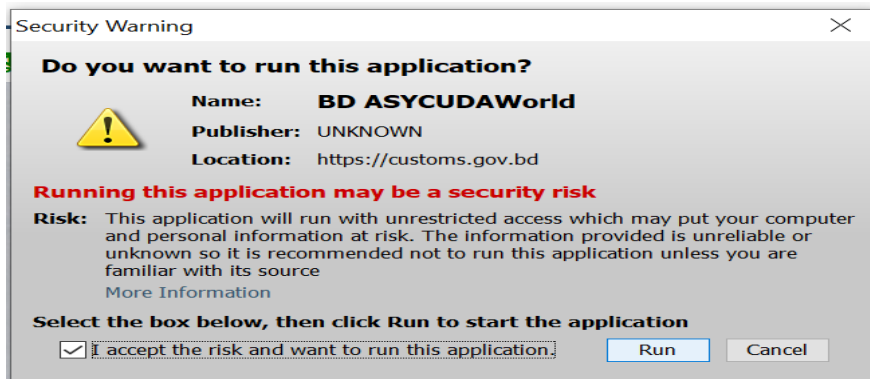 Security Warning
Do you want to run this application?
Name: BD ASYCUDAWorld
Publisher: UNKNOWN
Location: https://customs.gov.bd
Running this application may be a security risk
Risk: This application will run with unrestricted access which may put your computer
and personal information at risk. The information provided is unreliable or
unknown so it is recommended not to run this application unless you are
familiar with its source
More Information
Select the box below, then click Run to start the application
I accept the risk and want to run this application.
Run Cancel